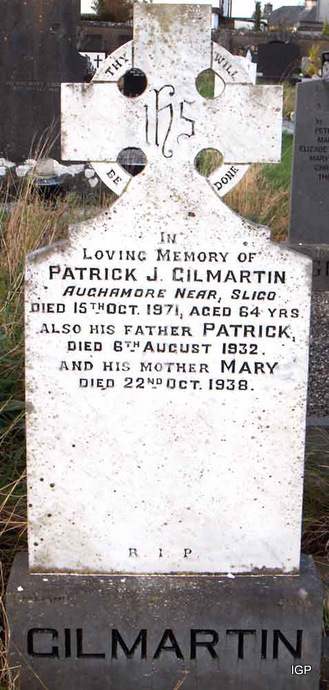 THY WILL
BE DONE
IHS
IN
LOVING MEMORY OF
PATRICK J. GILMARTIN
AUGHAMORE NEAR, SLIGO
DIED 15TH OCT. 1971, AGED 64 YRS
ALSO HIS FATHER PATRICK,
DIED 6TH AUGUST 1932.
AND HIS MOTHER MARY
DIED 22ND OCT. 1938.
R. I. P.
GILMARTIN
IGP